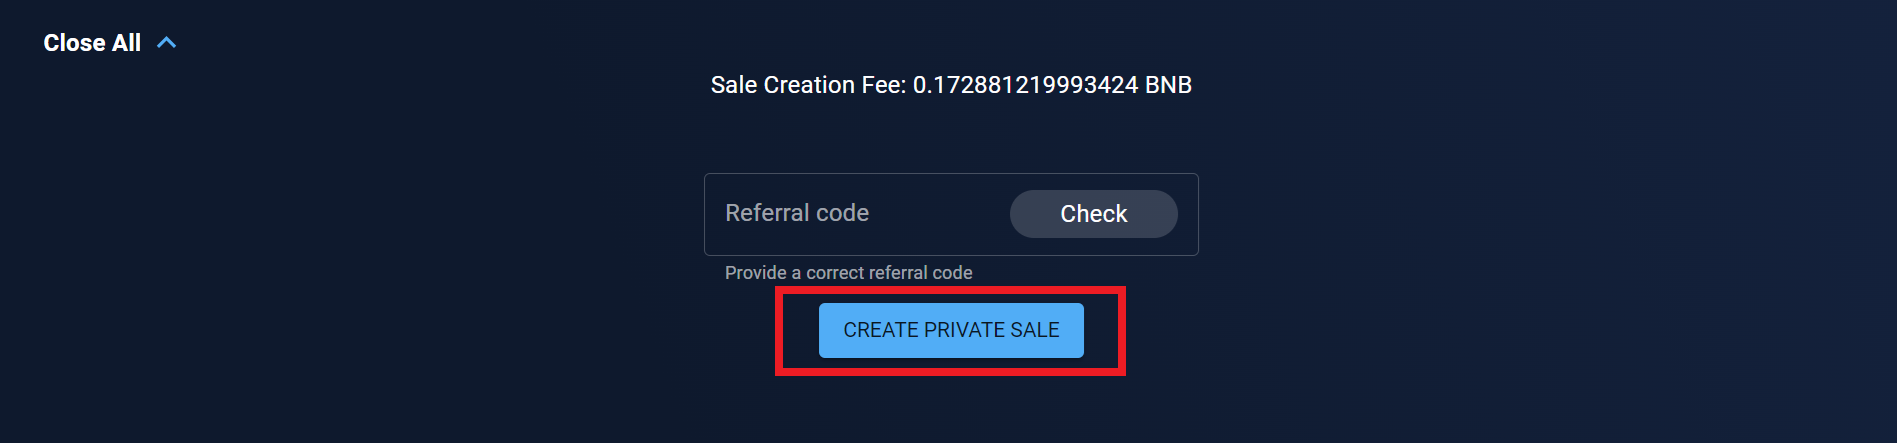 Close All
Sale Creation Fee: 0.172881219993424 BNB
Referral code
Check
Provide a correct referral code
CREATE PRIVATE SALE